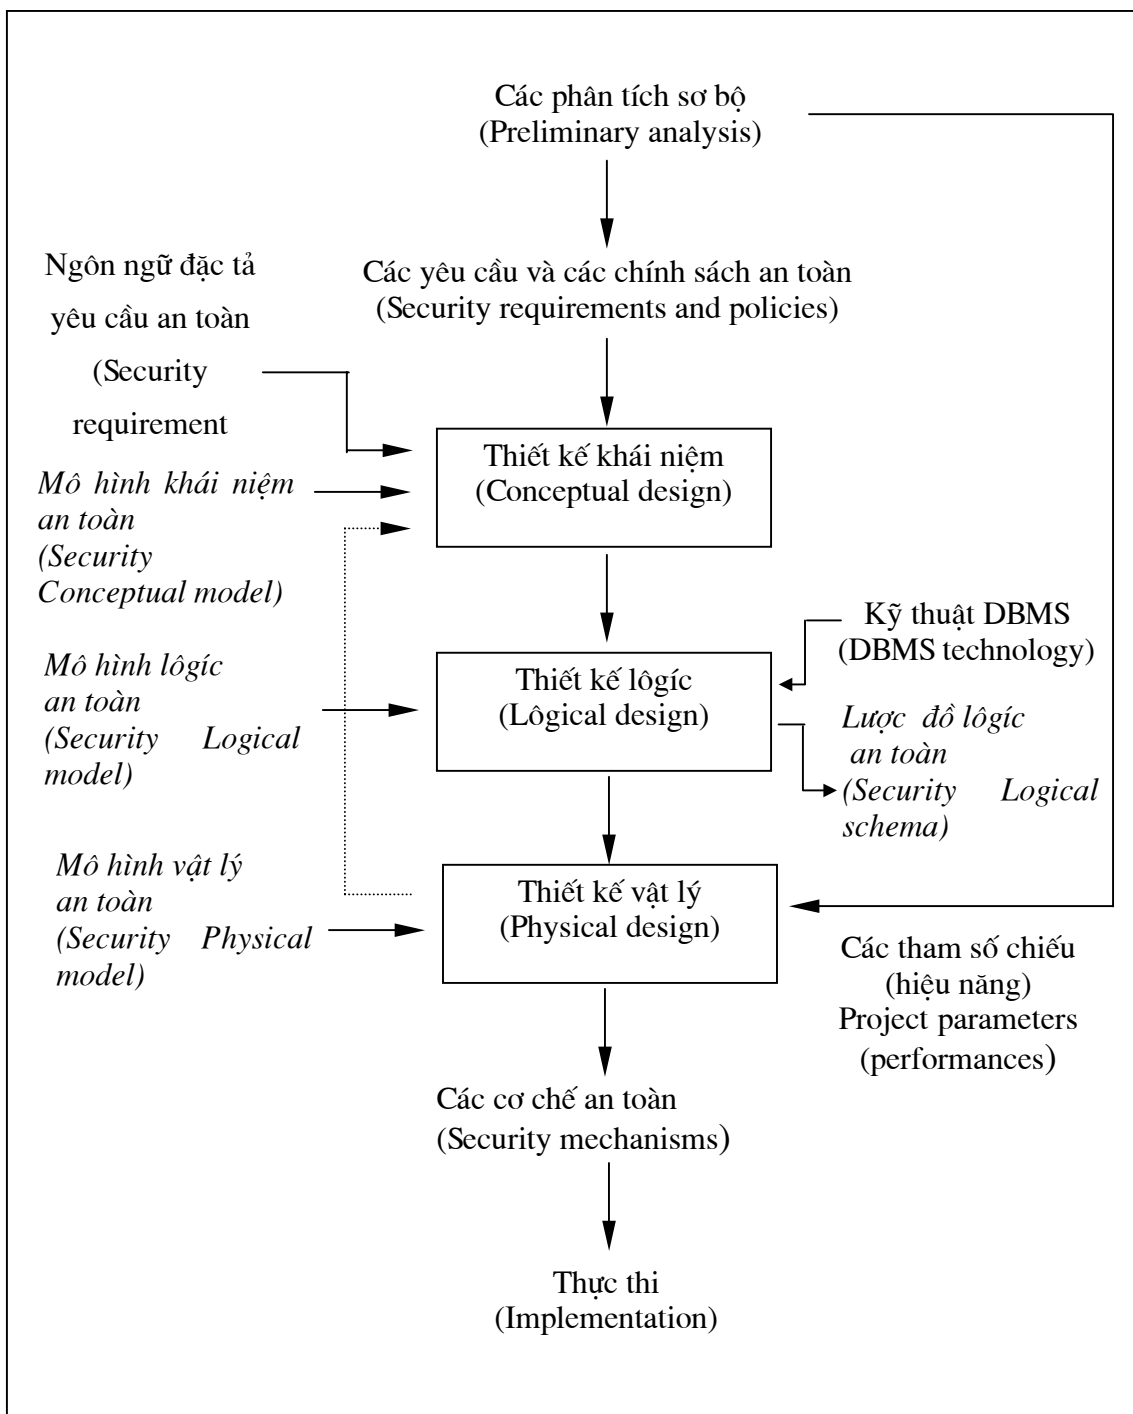 Các phân tích sơ bộ
(Preliminary analysis)
Ngôn ngữ đặc tả
yêu cầu an toàn
(Security
requirement
Các yêu cầu và các chính sách an toàn
(Security requirements and policies)
Thiết kế khái niệm
(Conceptual design)
Mô hình khái niệm
an toàn
(Security
Conceptual model)
Kỹ thuật DBMS
(DBMS technology)
Mô hình lôgíc
an toàn
(Security Logical
model)
Thiết kế lôgíc
(Lôgical design)
Lược đồ lôgíc
an toàn
(Security Logical
schema)
Mô hình vật lý
an toàn
(Security Physical
model)
Thiết kế vật lý
(Physical design)
Các tham số chiếu
(hiệu năng)
Project parameters
(performances)
Các cơ chế an toàn
(Security mechanisms)
Thực thi
(Implementation)